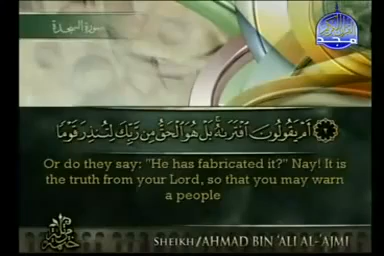 سورة السجدة
المجد
أَمْ يَقُولُونَ افْتَرَىٰهُ ۚ بَلْ هُوَ الْحَقُّ مِن رَّبِّكَ لِتُنذِرَ قَوْمًا
Or do they say: "He has fabricated it?" Nay! It is
the truth from your Lord, so that you may warn
a people
SHEIKH/AHMAD BIN 'ALI AL-'AJMI